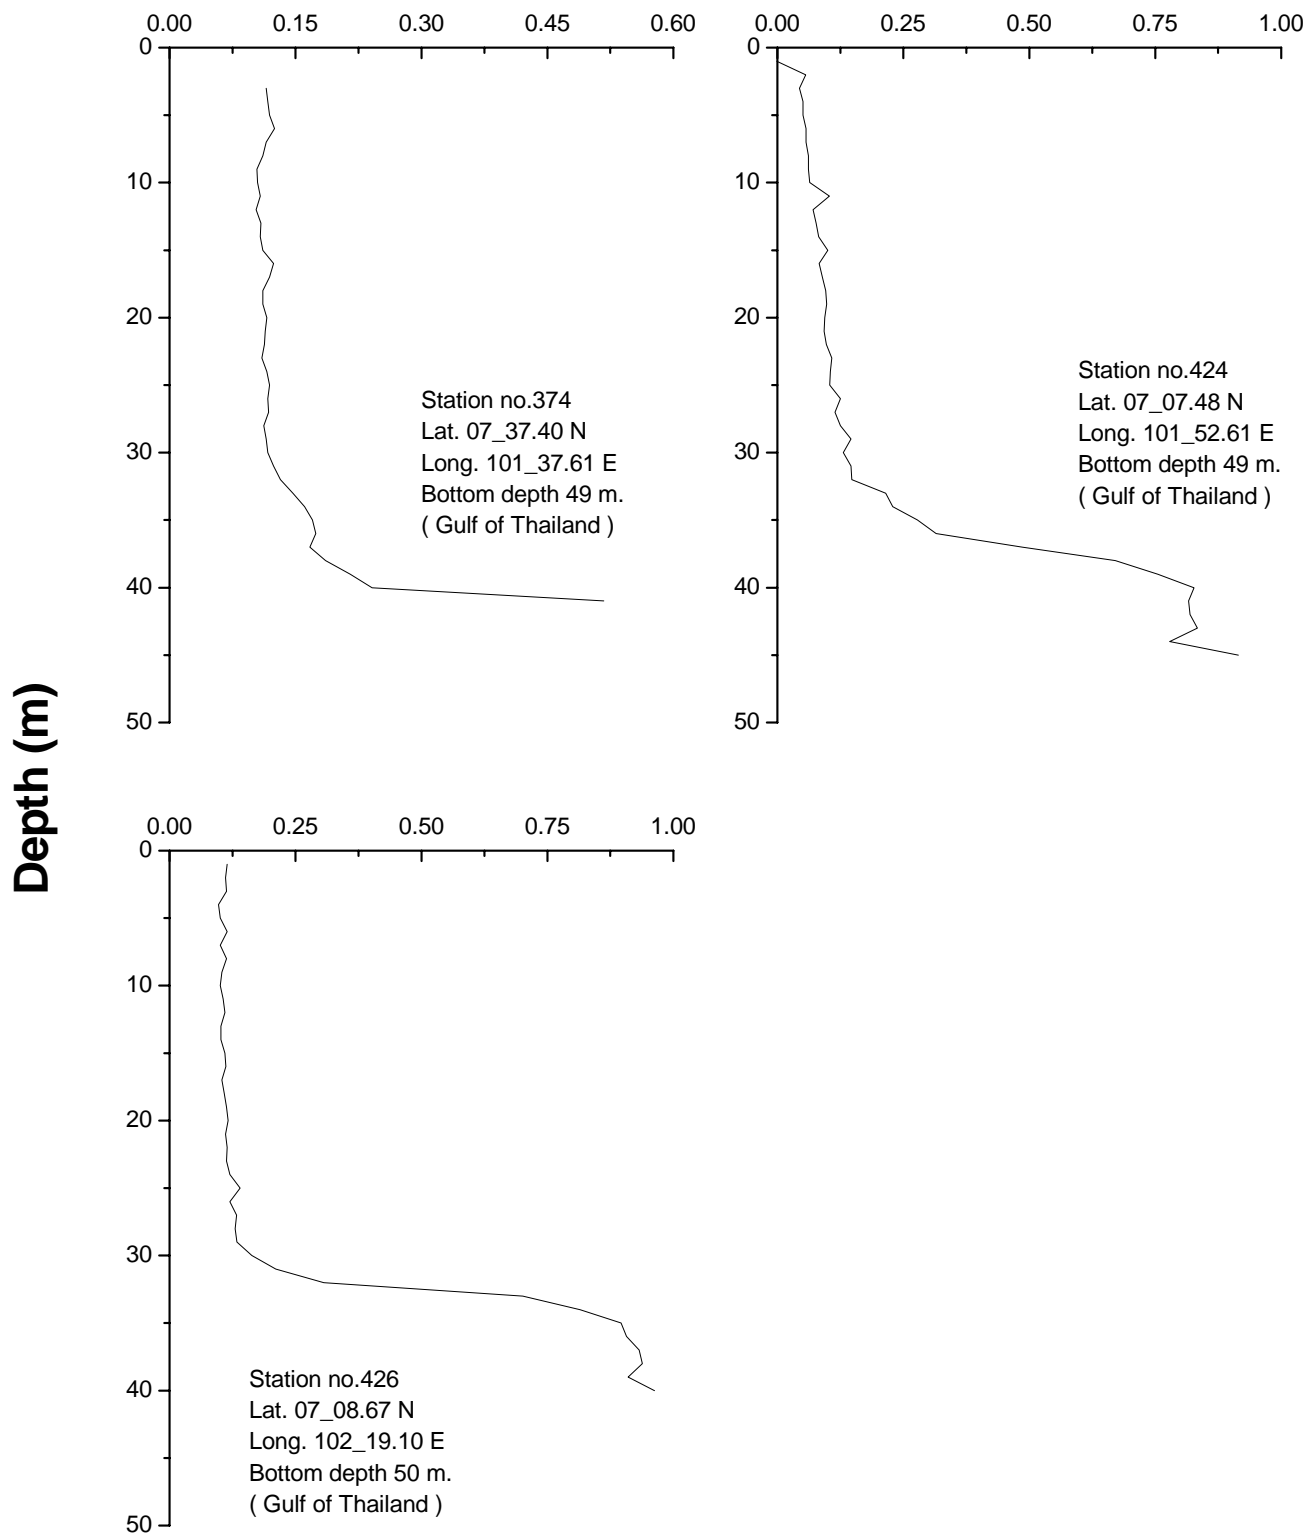 Depth (m)
0.00 0.15 0.30 0.45 0.60
0
10
20
30
40
50
Station no.374
Lat. 07_37.40 N
Long. 101_37.61 E
Bottom depth 49 m.
( Gulf of Thailand )
0.00 0.25 0.50 0.75 1.00
0
10
20
30
40
50
Station no.424
Lat. 07_07.48 N
Long. 101_52.61 E
Bottom depth 49 m.
( Gulf of Thailand )
0.00 0.25 0.50 0.75 1.00
0
10
20
30
40
50
Station no.426
Lat. 07_08.67 N
Long. 102_19.10 E
Bottom depth 50 m.
( Gulf of Thailand )